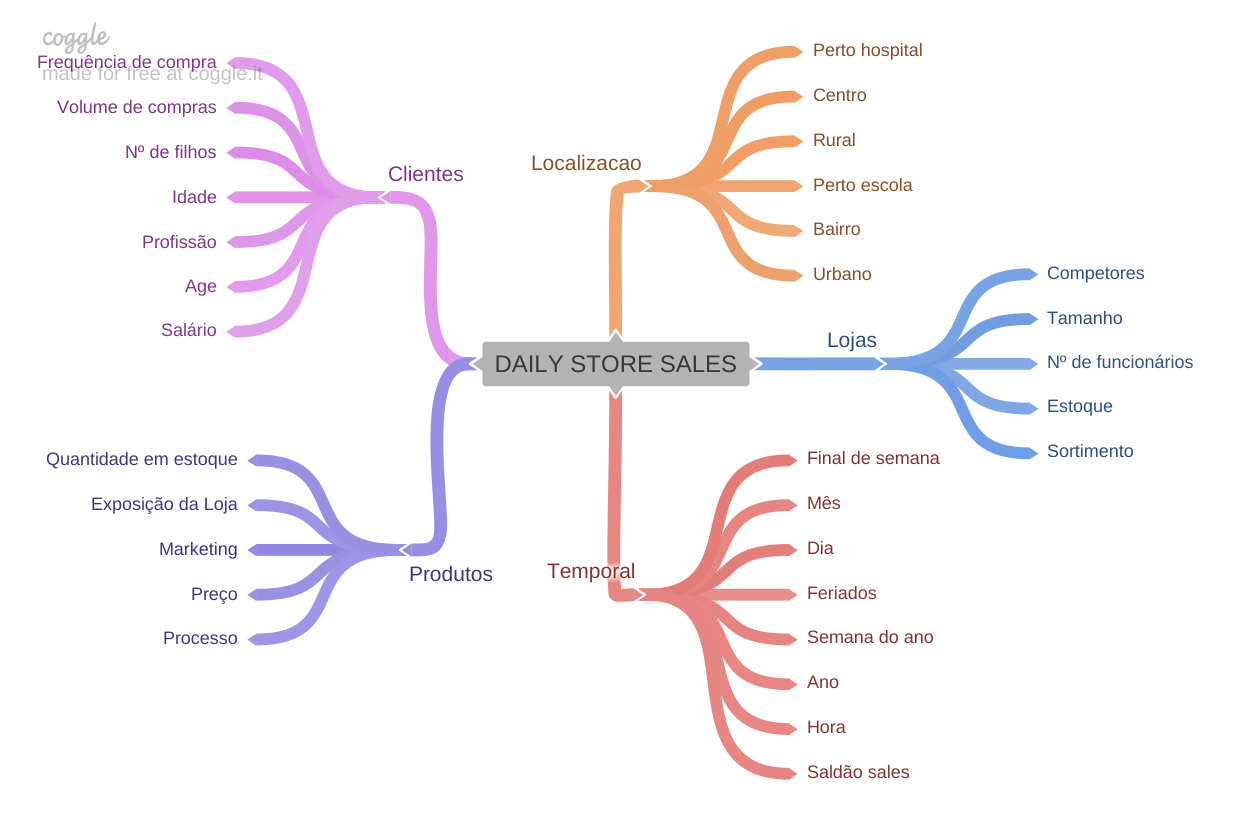 coggle
made for free at coggle.it
Clientes
Frequência de compra
Volume de compras
Nº de filhos
Idade
Profissão
Age
Salário
Localizacao
Perto hospital
Centro
Rural
Perto escola
Bairro
Urbano
DAILY STORE SALES
Lojas
Competores
Tamanho
Nº de funcionários
Estoque
Sortimento
Produtos
Quantidade em estoque
Exposição da Loja
Marketing
Preço
Processo
Temporal
Final de semana
Mês
Dia
Feriados
Semana do ano
Ano
Hora
Saldão sales